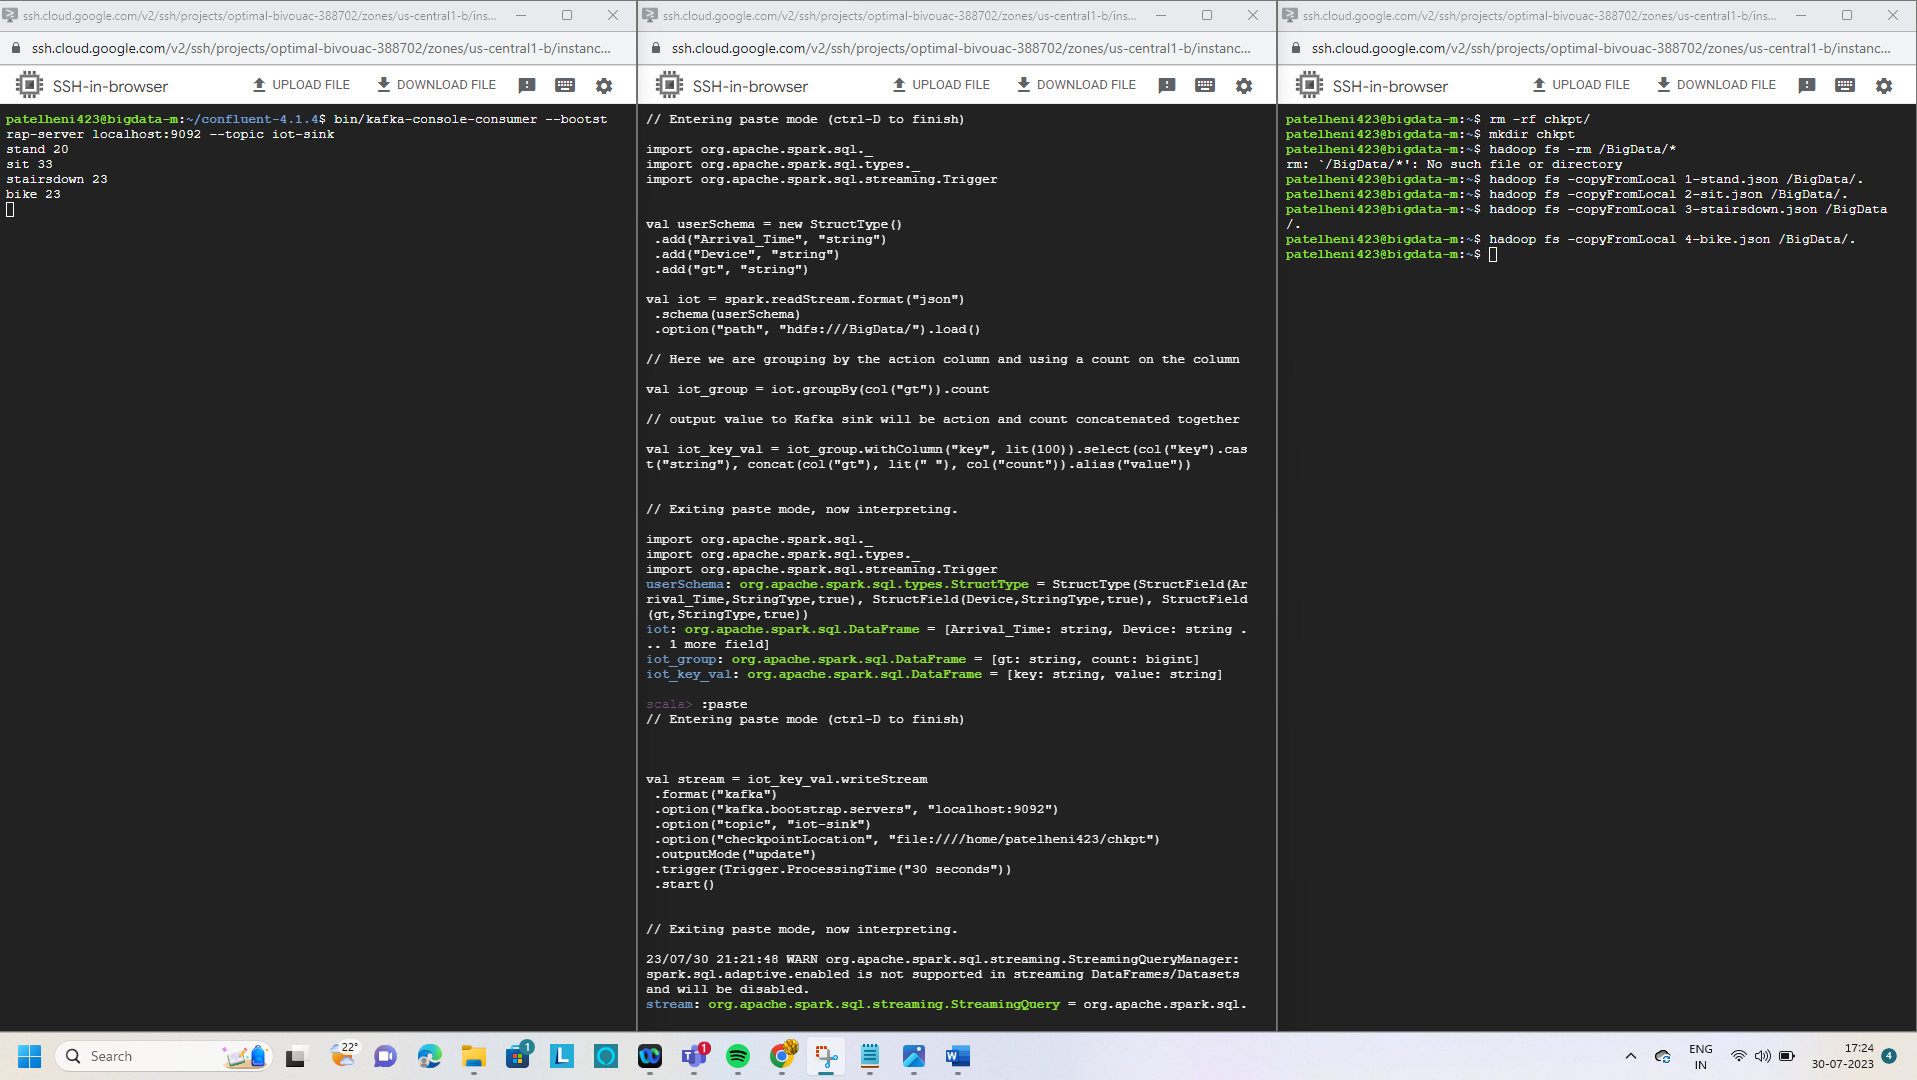 ssh.cloud.google.com/v2/ssh/projects/optimal-bivouac-388702/zones/us-central1-b/ins...
ssh.cloud.google.com/v2/ssh/projects/optimal-bivouac-388702/zones/us-central1-b/instanc...
SSH-in-browser
UPLOAD FILE
DOWNLOAD FILE
patelheni423@bigdata-m:~/confluent-4.1.4$ bin/kafka-console-consumer --bootst
rap-server localhost:9092 --topic iot-sink
stand 20
sit 33
stairsdown 23
bike 23
ssh.cloud.google.com/v2/ssh/projects/optimal-bivouac-388702/zones/us-central1-b/ins...
ssh.cloud.google.com/v2/ssh/projects/optimal-bivouac-388702/zones/us-central1-b/instanc...
SSH-in-browser
UPLOAD FILE
DOWNLOAD FILE
// Entering paste mode (ctrl-D to finish)
import org.apache.spark.sql._
import org.apache.spark.sql.types._
import org.apache.spark.sql.streaming.Trigger
val userSchema = new StructType()
.add("Arrival_Time", "string")
.add("Device", "string")
.add("gt", "string")
val iot = spark.readStream.format("json")
.schema(userSchema)
.option("path", "hdfs:///BigData/").load()
// Here we are grouping by the action column and using a count on the column
val iot_group = iot.groupBy(col("gt")).count
// output value to Kafka sink will be action and count concatenated together
val iot_key_val = iot_group.withColumn("key", lit(100)).select(col("key").cas
t("string"), concat(col("gt"), lit(" "), col("count")).alias("value"))
// Exiting paste mode, now interpreting.
import org.apache.spark.sql._
import org.apache.spark.sql.types._
import org.apache.spark.sql.streaming.Trigger
userSchema: org.apache.spark.sql.types.StructType = StructType(StructField(Ar
rival_Time,StringType,true), StructField(Device,StringType,true), StructField
(gt,StringType,true))
iot: org.apache.spark.sql.DataFrame = [Arrival_Time: string, Device: string .
.. 1 more field]
iot_group: org.apache.spark.sql.DataFrame = [gt: string, count: bigint]
iot_key_val: org.apache.spark.sql.DataFrame = [key: string, value: string]
scala> :paste
// Entering paste mode (ctrl-D to finish)
val stream = iot_key_val.writeStream
.format("kafka")
.option("kafka.bootstrap.servers", "localhost:9092")
.option("topic", "iot-sink")
.option("checkpointLocation", "file:////home/patelheni423/chkpt")
.outputMode("update")
.trigger(Trigger.ProcessingTime("30 seconds"))
.start()
// Exiting paste mode, now interpreting.
23/07/30 21:21:48 WARN org.apache.spark.sql.streaming.StreamingQueryManager:
spark.sql.adaptive.enabled is not supported in streaming DataFrames/Datasets
and will be disabled.
stream: org.apache.spark.sql.streaming.StreamingQuery = org.apache.spark.sql.
ssh.cloud.google.com/v2/ssh/projects/optimal-bivouac-388702/zones/us-central1-b/ins...
ssh.cloud.google.com/v2/ssh/projects/optimal-bivouac-388702/zones/us-central1-b/instanc...
SSH-in-browser
UPLOAD FILE
DOWNLOAD FILE
patelheni423@bigdata-m:~$ rm -rf chkpt/
patelheni423@bigdata-m:~$ mkdir chkpt
patelheni423@bigdata-m:~$ hadoop fs -rm /BigData/*
rm: `/BigData/*': No such file or directory
patelheni423@bigdata-m:~$ hadoop fs -copyFromLocal 1-stand.json /BigData/.
patelheni423@bigdata-m:~$ hadoop fs -copyFromLocal 2-sit.json /BigData/.
patelheni423@bigdata-m:~$ hadoop fs -copyFromLocal 3-stairsdown.json /BigData
/.
patelheni423@bigdata-m:~$ hadoop fs -copyFromLocal 4-bike.json /BigData/.
patelheni423@bigdata-m:~$
Search
22°
1
L
1
W
ENG
IN
17:24
30-07-2023
4